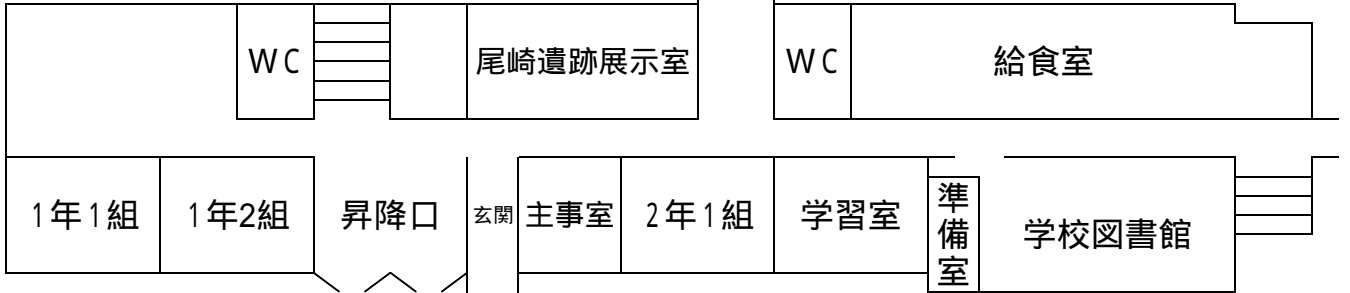 WC
尾崎遺跡展示室
WC
給食室
1年1組
1年2組
昇降口
玄関
主事室
2年1組
学習室
準備室
学校図書館